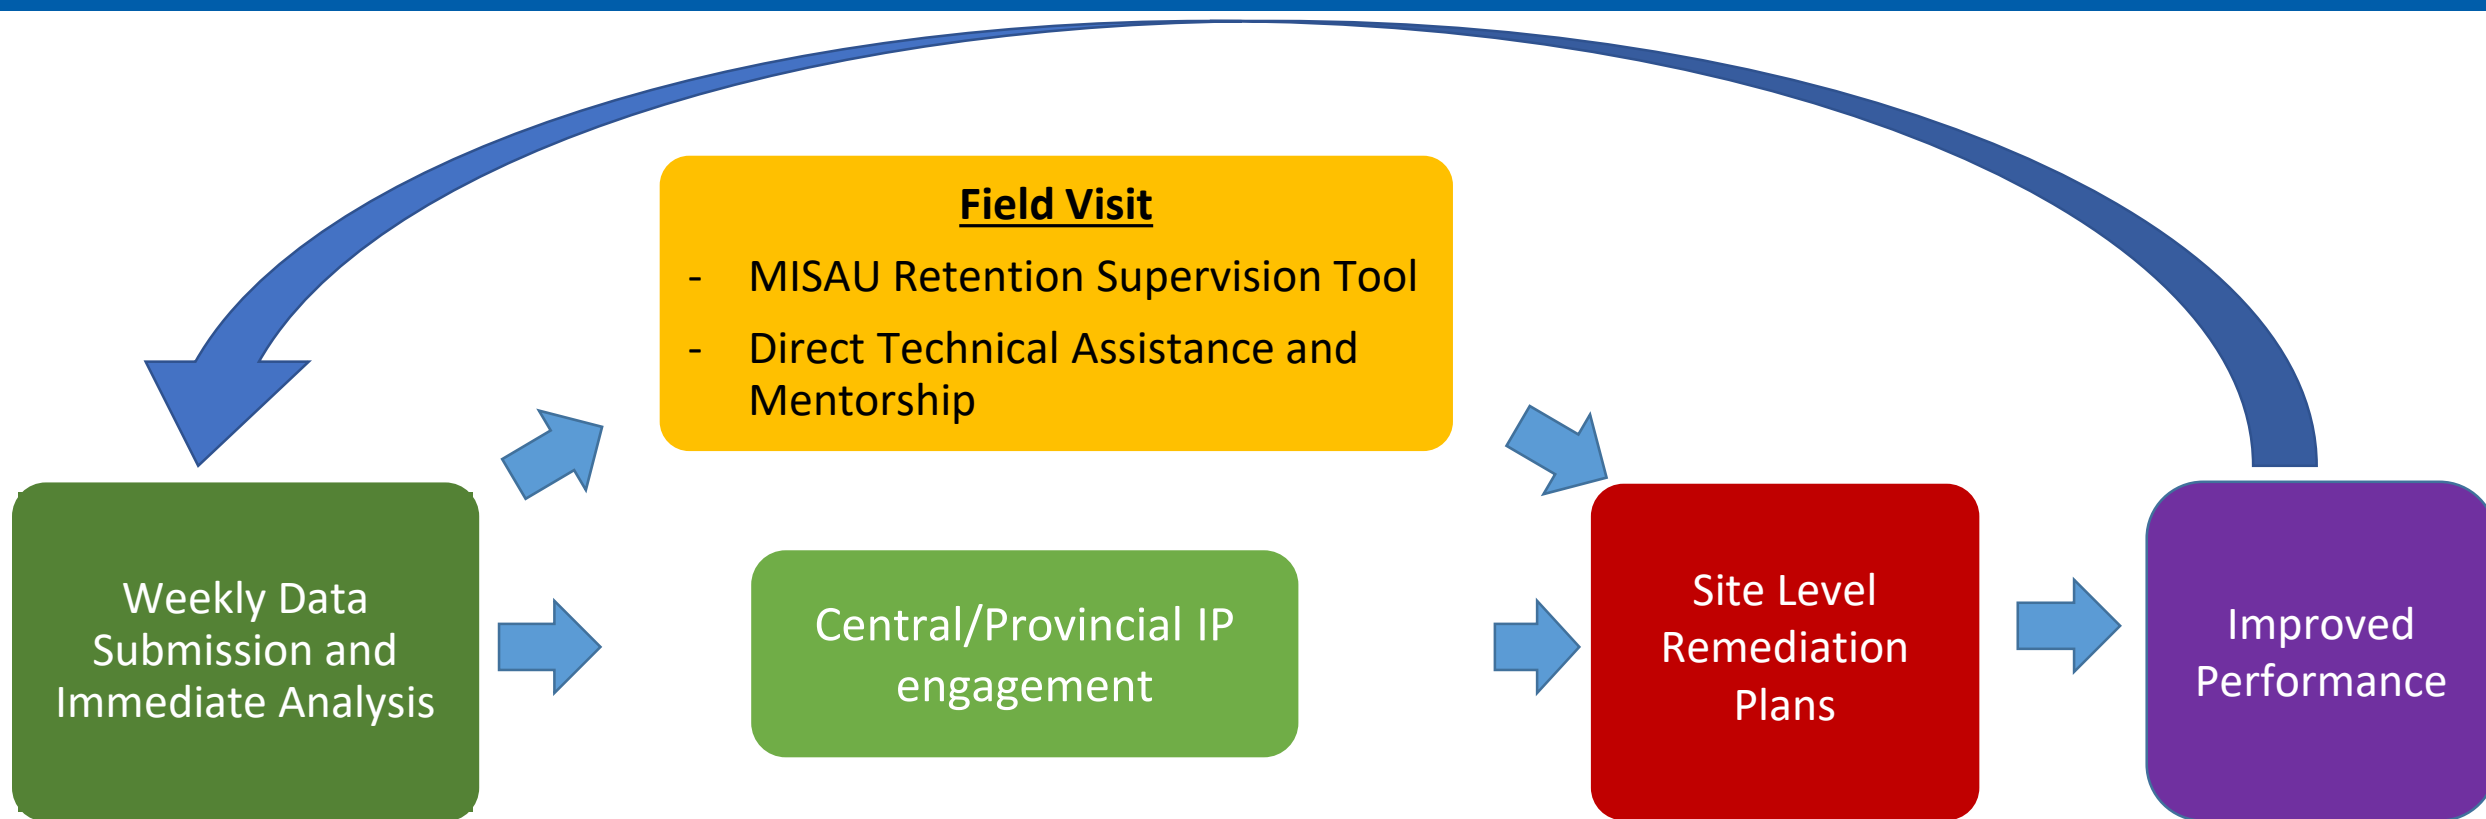 Field Visit
- MISAU Retention Supervision Tool
- Direct Technical Assistance and
Mentorship
Weekly Data
Submission and
Immediate Analysis
Central/Provincial IP
engagement
Site Level
Remediation
Plans
Improved
Performance